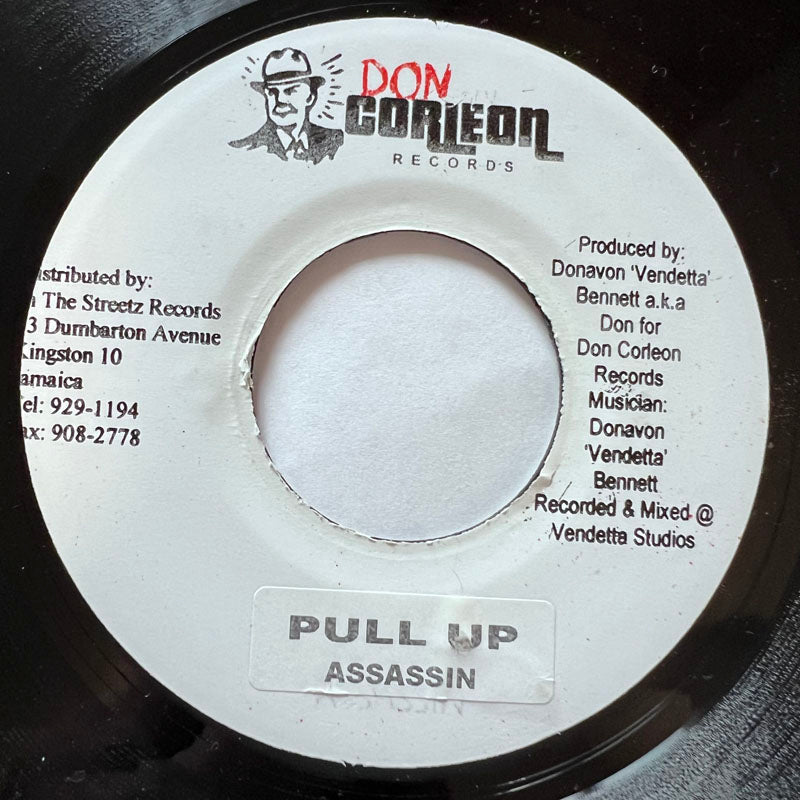 DON
CORLEON
RECORDS
istributed by:
The Streetz Records
3 Dumbarton Avenue
ingston 10
amaica
el: 929-1194
ax: 908-2778
Produced by:
Donavon 'Vendetta'
Bennett a.k.a
Don for
Don Corleon
Records
Musician:
Donavon
'Vendetta'
Bennett
Recorded & Mixed @
Vendetta Studios
PULL UP
ASSASSIN